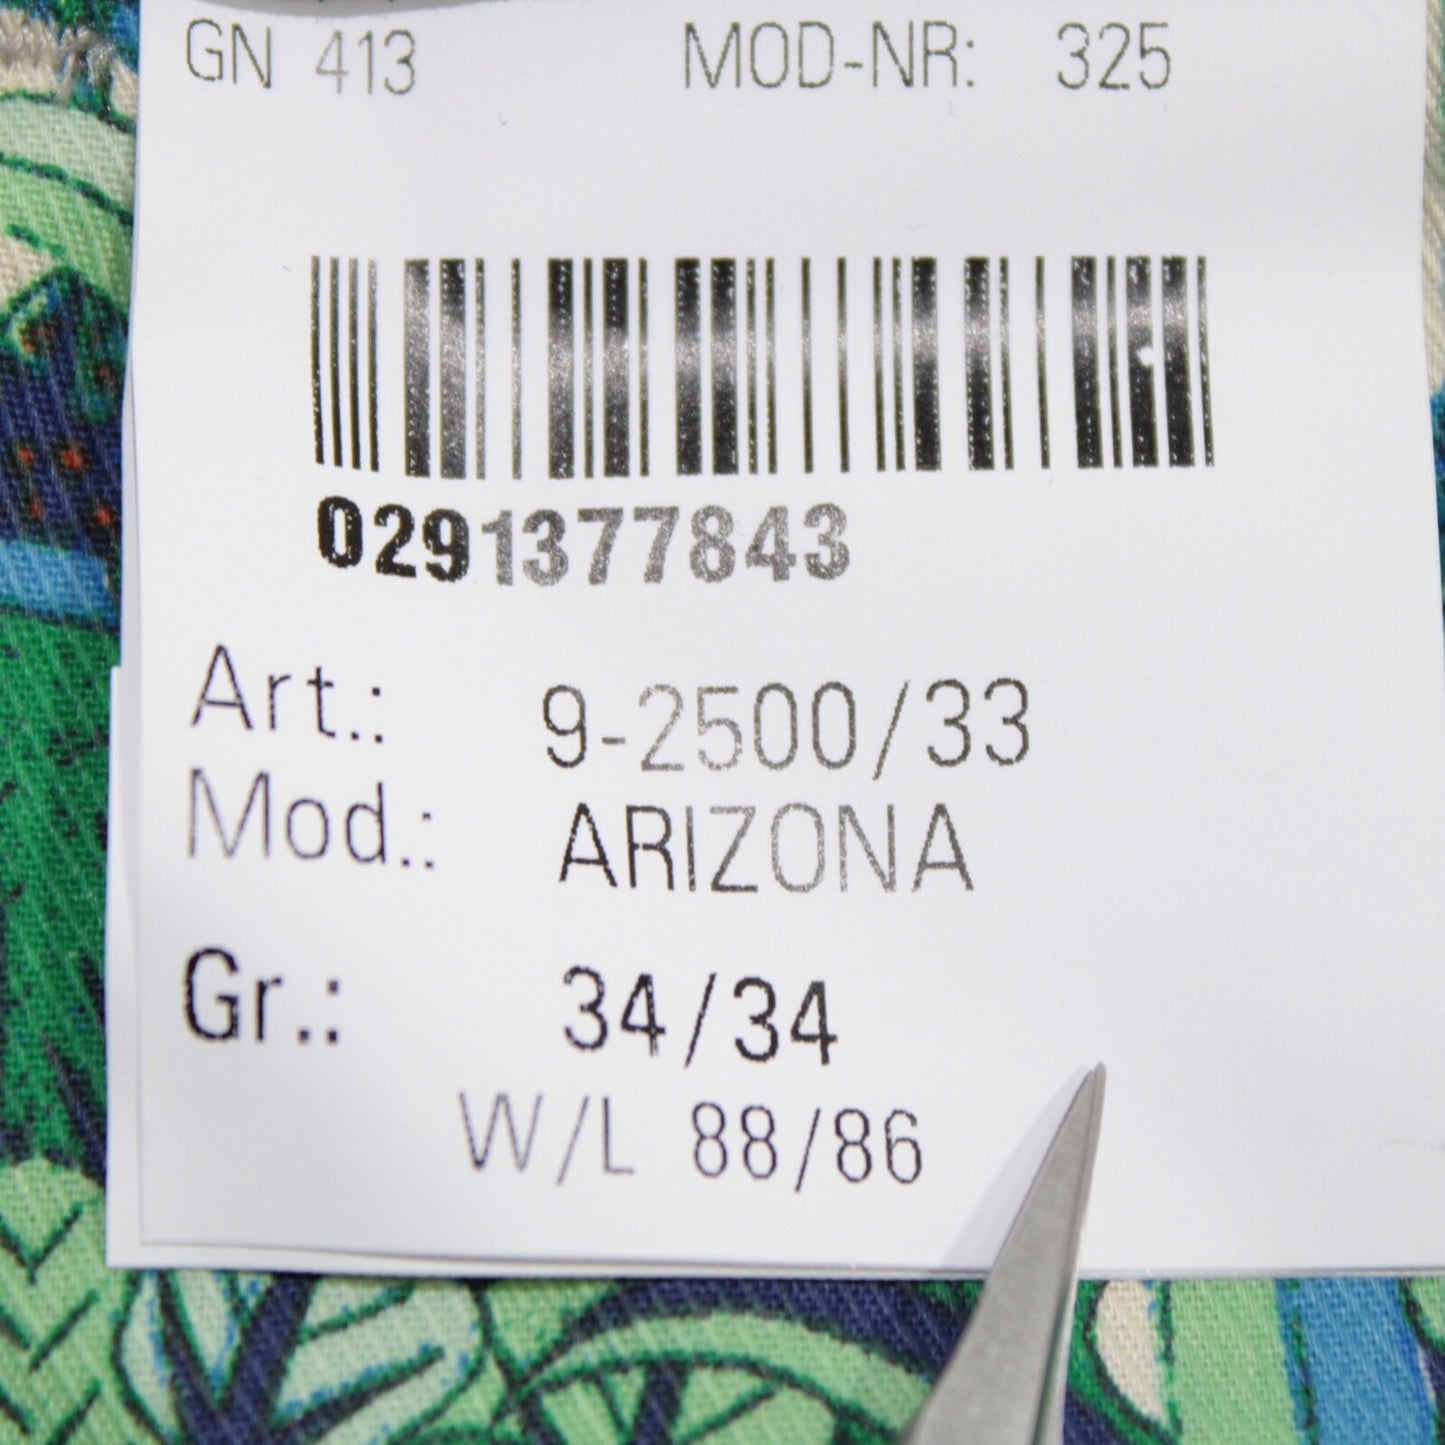 GN 413 MOD-NR: 325
0291377843
Art.: 9-2500/33
Mod.: ARIZONA
Gr.: 34/34
W/L 88/86